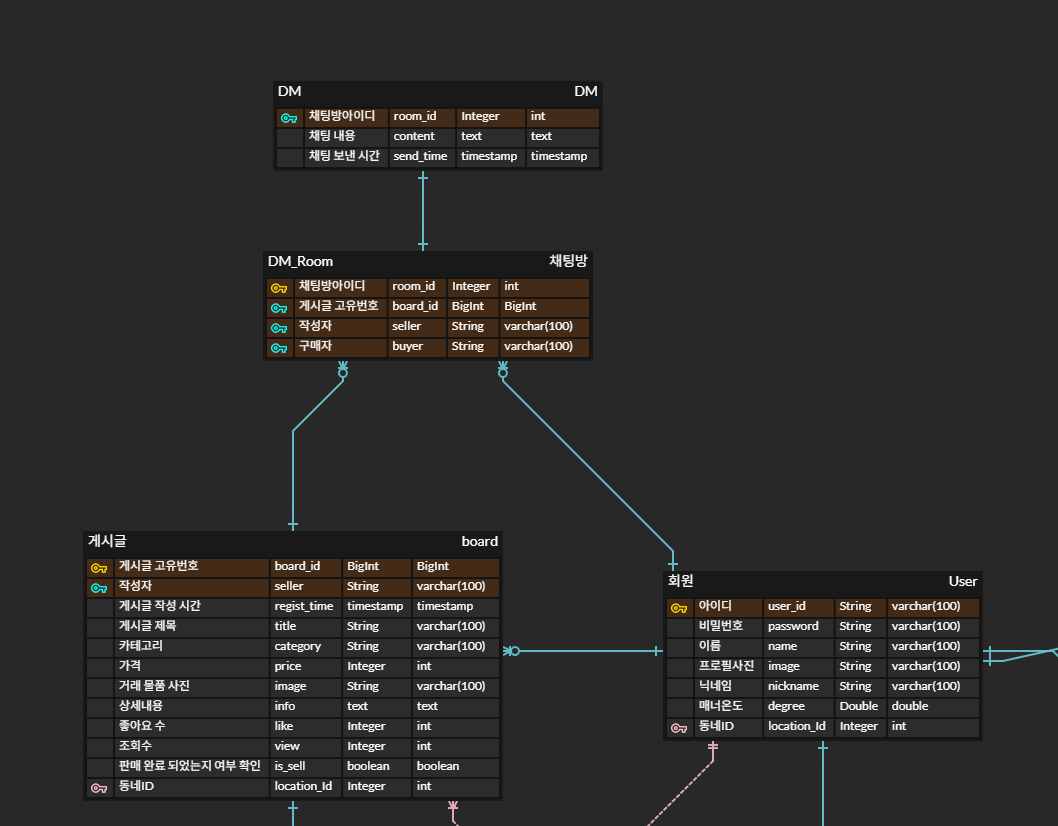 DM DM
채팅방아이디 room_id Integer int
채팅 내용 content text text
채팅 보낸 시간 send_time timestamp timestamp
DM_Room 채팅방
채팅방아이디 room_id Integer int
게시글 고유번호 board_id BigInt BigInt
작성자 seller String varchar(100)
구매자 buyer String varchar(100)
게시글 board
게시글 고유번호 board_id BigInt BigInt
작성자 seller String varchar(100)
게시글 작성 시간 regist_time timestamp timestamp
게시글 제목 title String varchar(100)
카테고리 category String varchar(100)
가격 price Integer int
거래 물품 사진 image String varchar(100)
상세내용 info text text
좋아요 수 like Integer int
조회수 view Integer int
판매 완료 되었는지 여부 확인 is_sell boolean boolean
동네ID location_Id Integer int
회원 User
아이디 user_id String varchar(100)
비밀번호 password String varchar(100)
이름 name String varchar(100)
프로필사진 image String varchar(100)
닉네임 nickname String varchar(100)
매너온도 degree Double double
동네ID location_Id Integer int